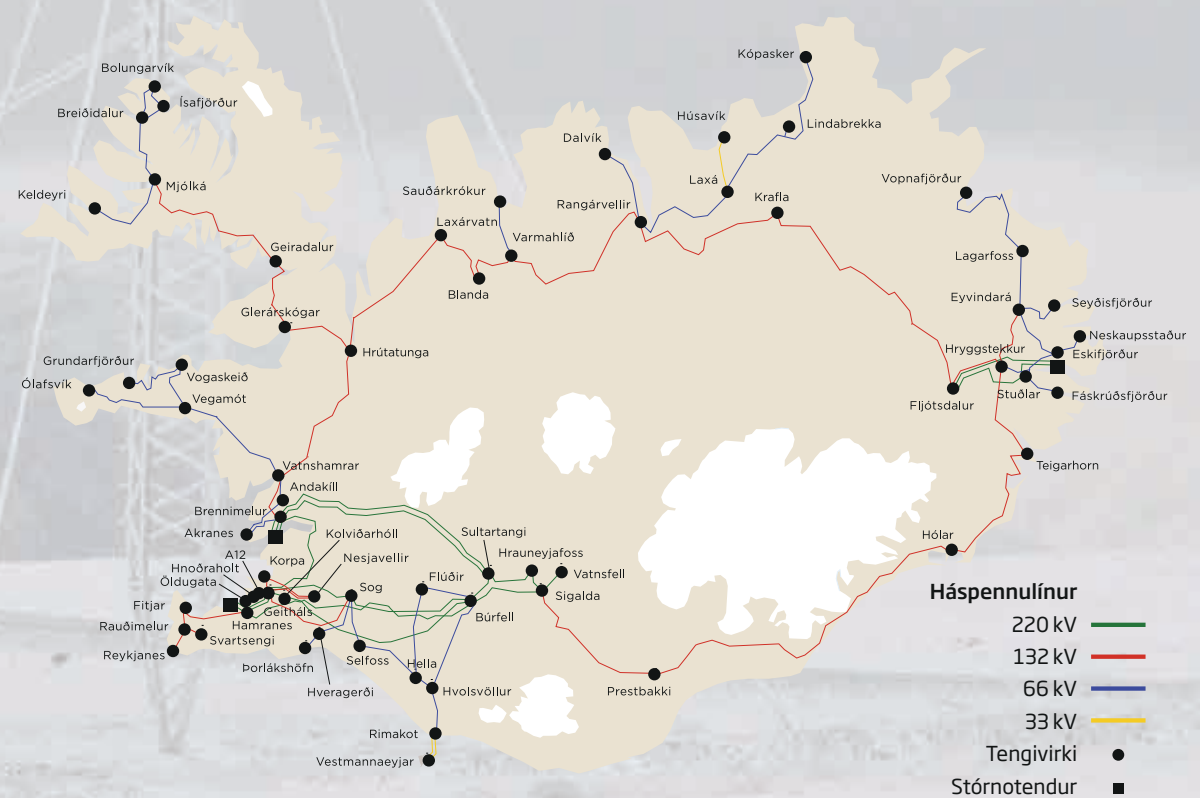 Bolungarvík
Ísafjörður
Breiðidalur
Keldeyri
Mjólká
Geiradalur
Glerárskógar
Hrútatunga
Grundarfjörður
Ólafsvík
Vogaskeið
Vegamót
Vatnshamrar
Andakíll
Brennimelur
Akranes
Kópasker
Húsavík
Lindabrekka
Dalvík
Laxá
Sauðárkrókur
Rangárvellir
Krafla
Laxárvatn
Varmahlíð
Blanda
Vopnafjörður
Lagarfoss
Eyvindará
Seyðisfjörður
Neskaupsstaður
Hryggstekkur
Eskifjörður
Stuðlar
Fáskrúðsfjörður
Fljótsdalur
Teigarhorn
Hólar
Kolviðarhóll
A12
Korpa
Nesjavellir
Hnoðraholt
Öldugata
Sog
Flúðir
Sultartangi
Hrauneyjafoss
Vatnsfell
Sigalda
Búrfell
Fitjar
Geitháls
Hamranes
Rauðimelur
Svartsengi
Reykjanes
Þorlákshöfn
Selfoss
Hella
Hveragerði
Hvolsvöllur
Prestbakki
Rimakot
Vestmannaeyjar
Háspennulínur
220 kV
132 kV
66 kV
33 kV
Tengivirki
Stórnotendur